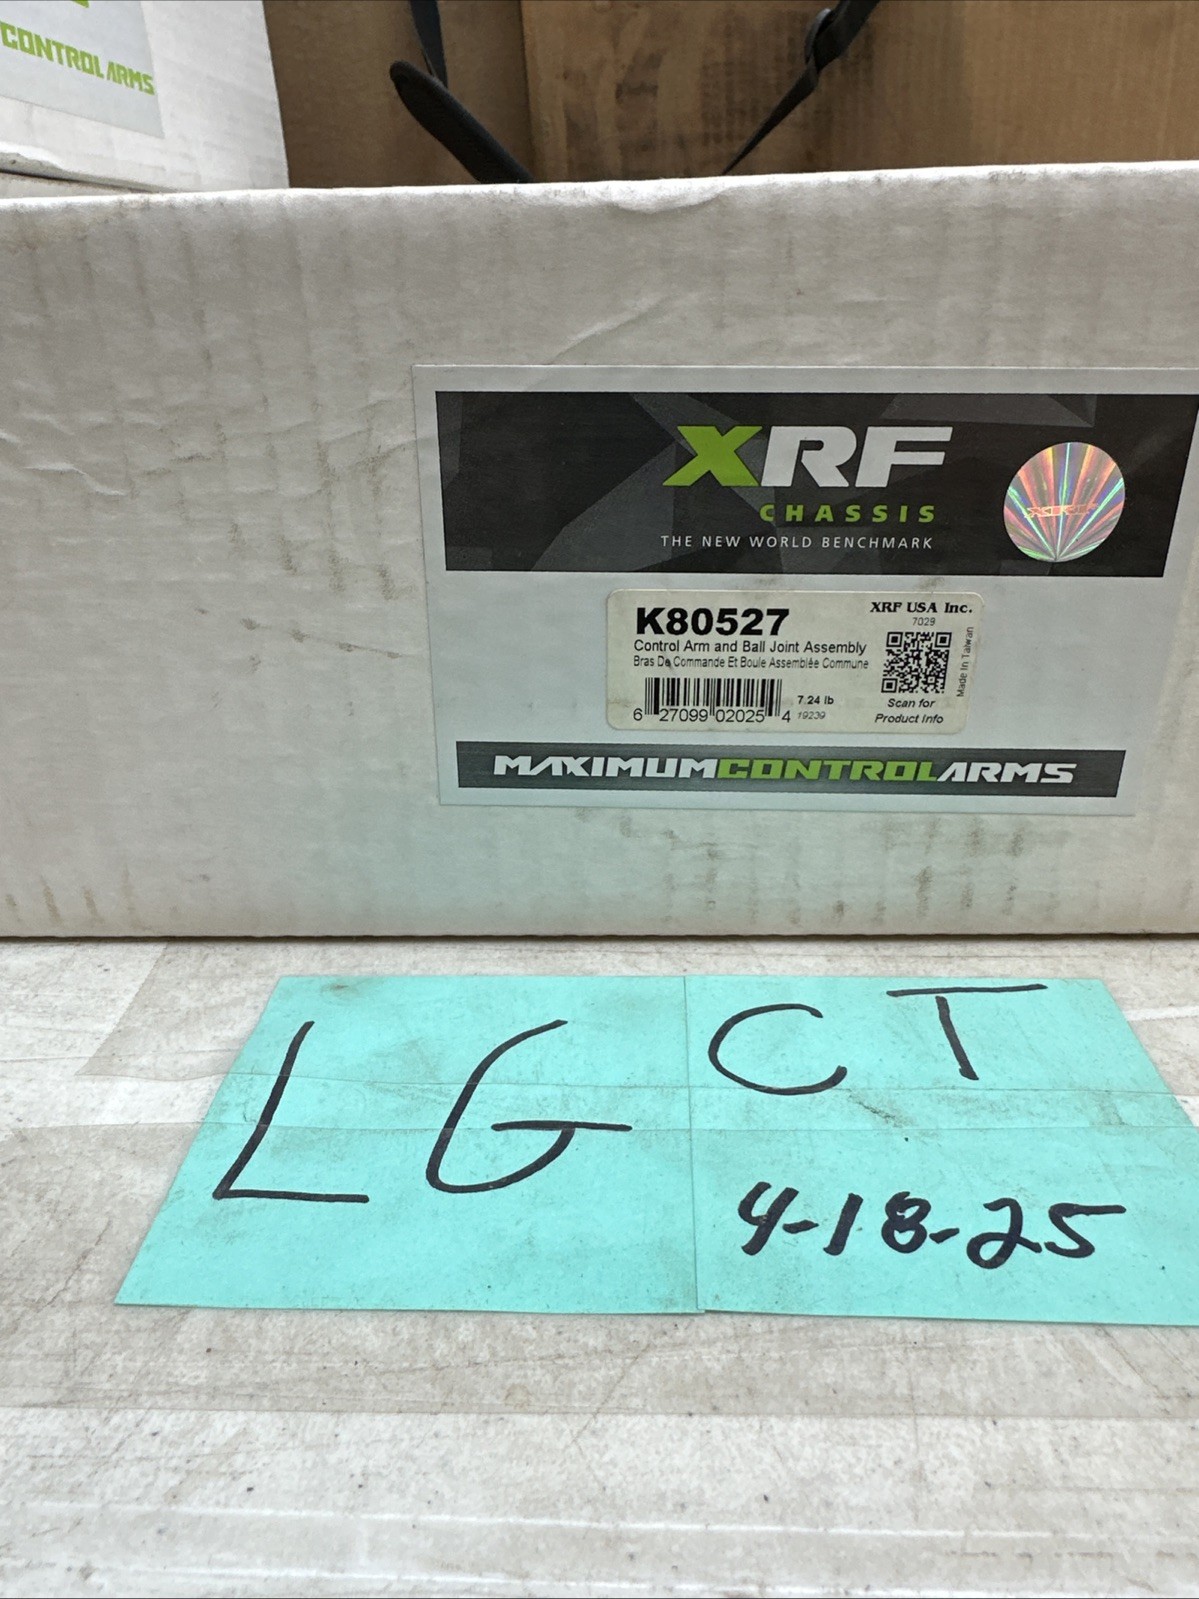 CONTROL ARMS
XRF
CHASSIS
THE NEW WORLD BENCHMARK
XRF
K80527
XRF USA Inc.
7029
Control Arm and Ball Joint Assembly
Bras De Commande Et Boule Assemblée Commune
Made In Taiwan
7.24 lb
6 27099 02025 4
19239
Scan for
Product Info
MAXIMUMCONTROLARMS
LG CT
4-18-25